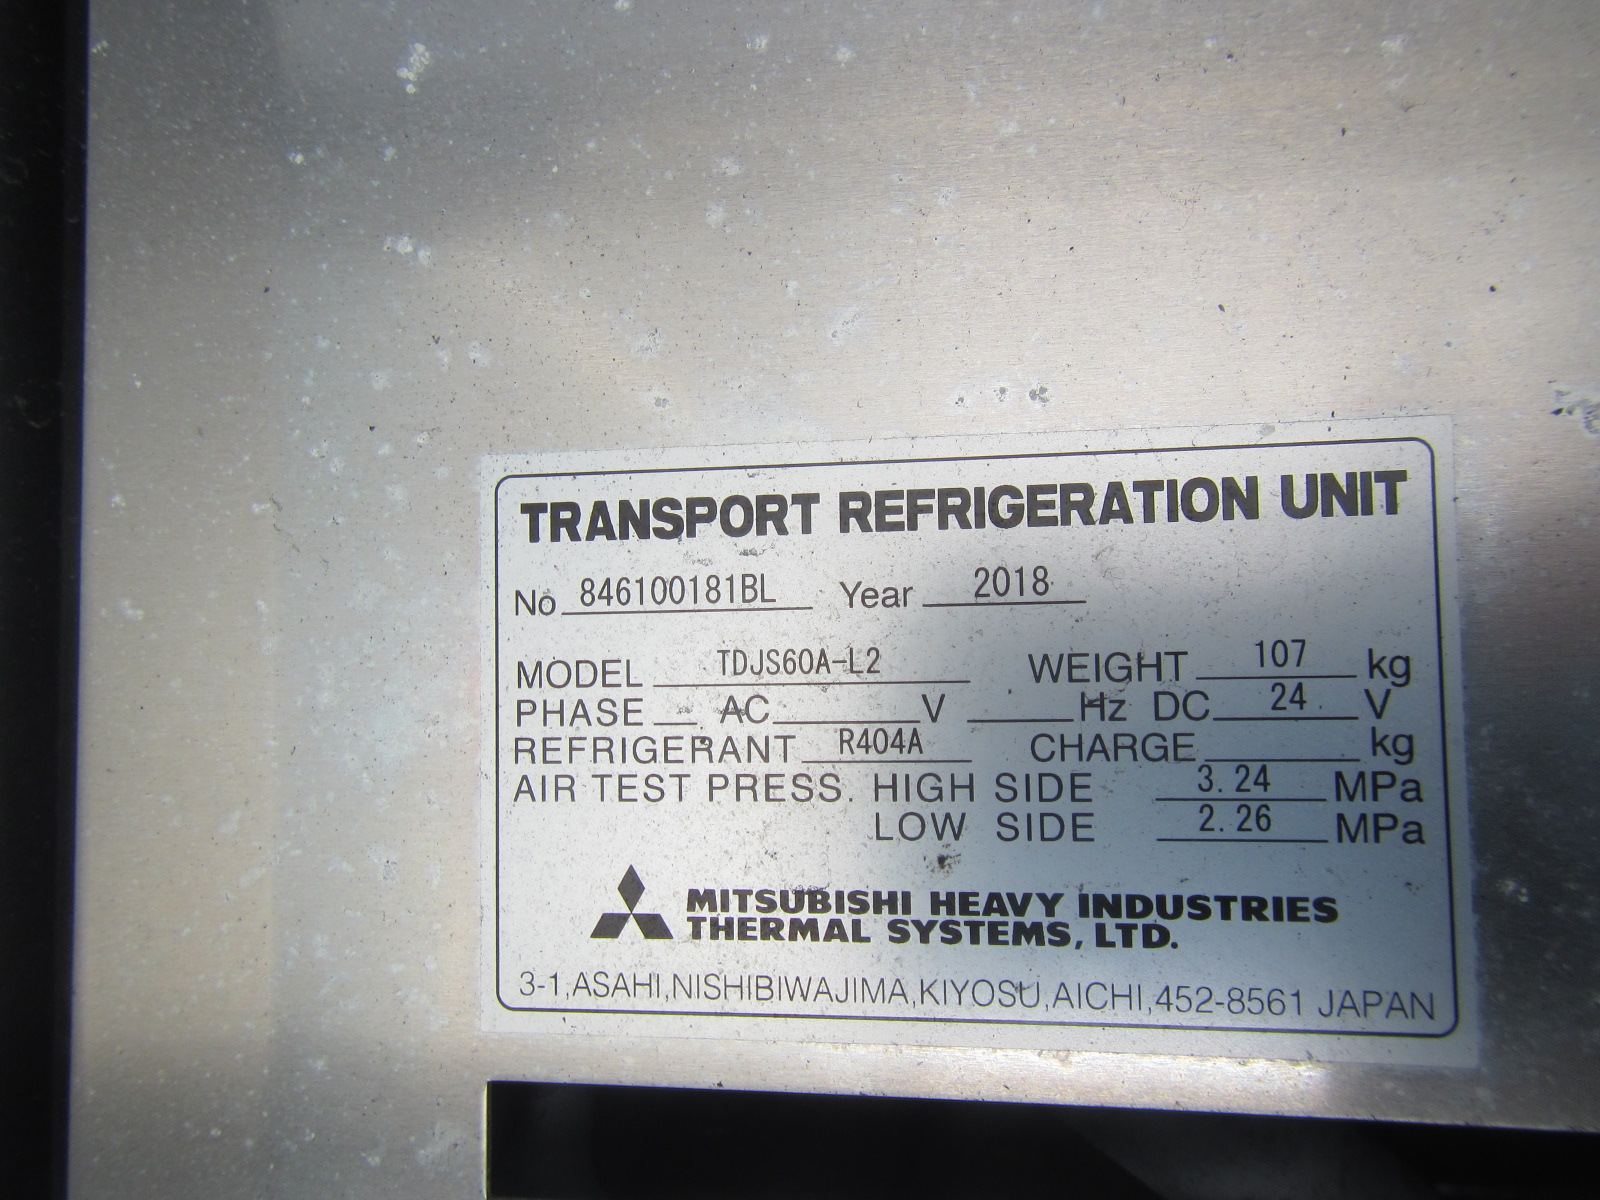 TRANSPORT REFRIGERATION UNIT
No 846100181BL Year 2018
MODEL TDJS60A-L2 WEIGHT 107 kg
PHASE AC V Hz DC 24 V
REFRIGERANT R404A CHARGE kg
AIR TEST PRESS. HIGH SIDE 3.24 MPa
LOW SIDE 2.26 MPa
MITSUBISHI HEAVY INDUSTRIES
THERMAL SYSTEMS, LTD.
3-1,ASAHI,NISHIBIWAJIMA,KIYOSU,AICHI,452-8561 JAPAN